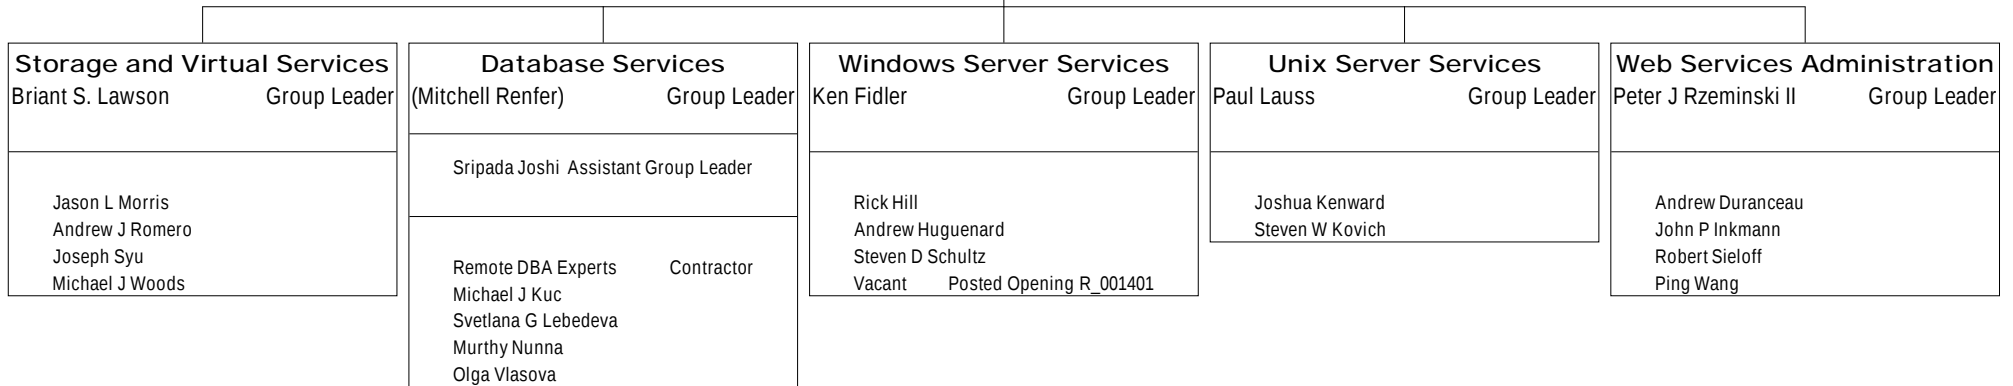 Storage and Virtual Services
Briant S. Lawson Group Leader
Jason L Morris
Andrew J Romero
Joseph Syu
Michael J Woods
Database Services
(Mitchell Renfer) Group Leader
Sripada Joshi Assistant Group Leader
Remote DBA Experts Contractor
Michael J Kuc
Svetlana G Lebedeva
Murthy Nunna
Olga Vlasova
Windows Server Services
Ken Fidler Group Leader
Rick Hill
Andrew Huguenard
Steven D Schultz
Vacant Posted Opening R_001401
Unix Server Services
Paul Lauss Group Leader
Joshua Kenward
Steven W Kovich
Web Services Administration
Peter J Rzeminski II Group Leader
Andrew Duranceau
John P Inkmann
Robert Sieloff
Ping Wang